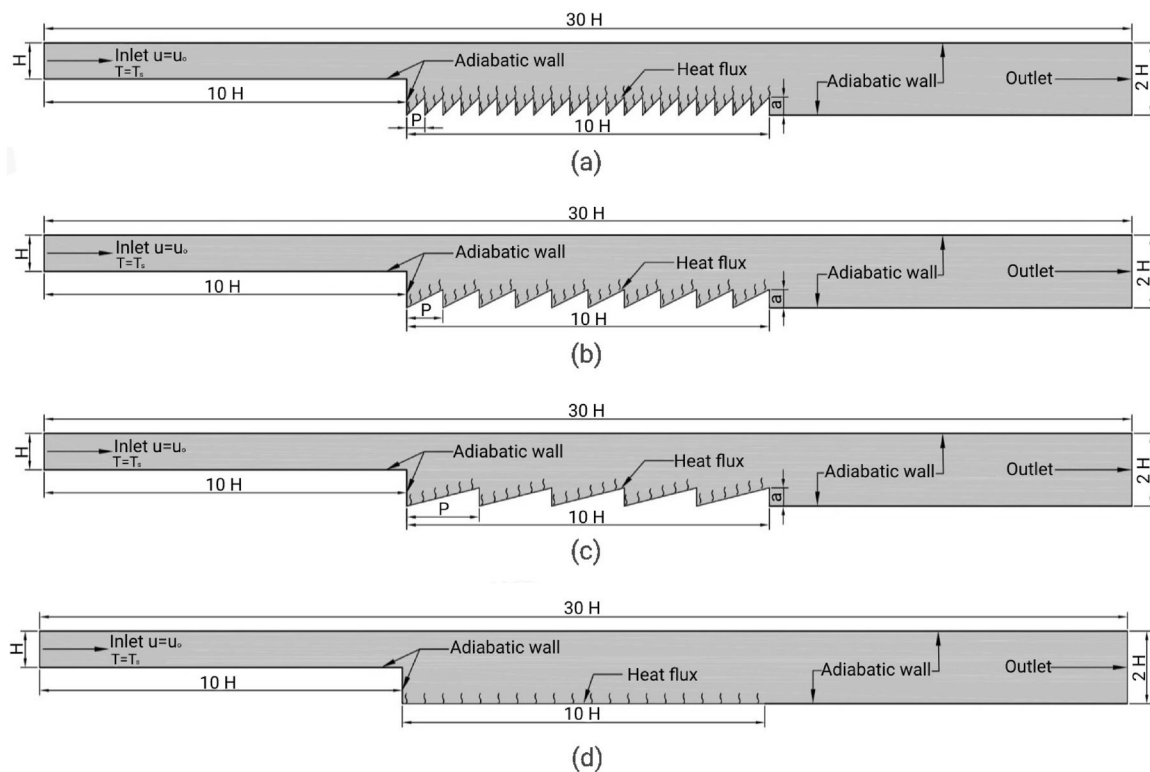 30 H
H
Inlet u=u₀
T=Tₛ
Adiabatic wall
Heat flux
Adiabatic wall
Outlet
2 H
10 H
P
a
10 H
(a)
30 H
H
Inlet u=u₀
T=Tₛ
Adiabatic wall
Heat flux
Adiabatic wall
Outlet
2 H
10 H
P
a
10 H
(b)
30 H
H
Inlet u=u₀
T=Tₛ
Adiabatic wall
Heat flux
Adiabatic wall
Outlet
2 H
10 H
P
a
10 H
(c)
30 H
H
Inlet u=u₀
T=Tₛ
Adiabatic wall
Heat flux
Adiabatic wall
Outlet
2 H
10 H
10 H
(d)